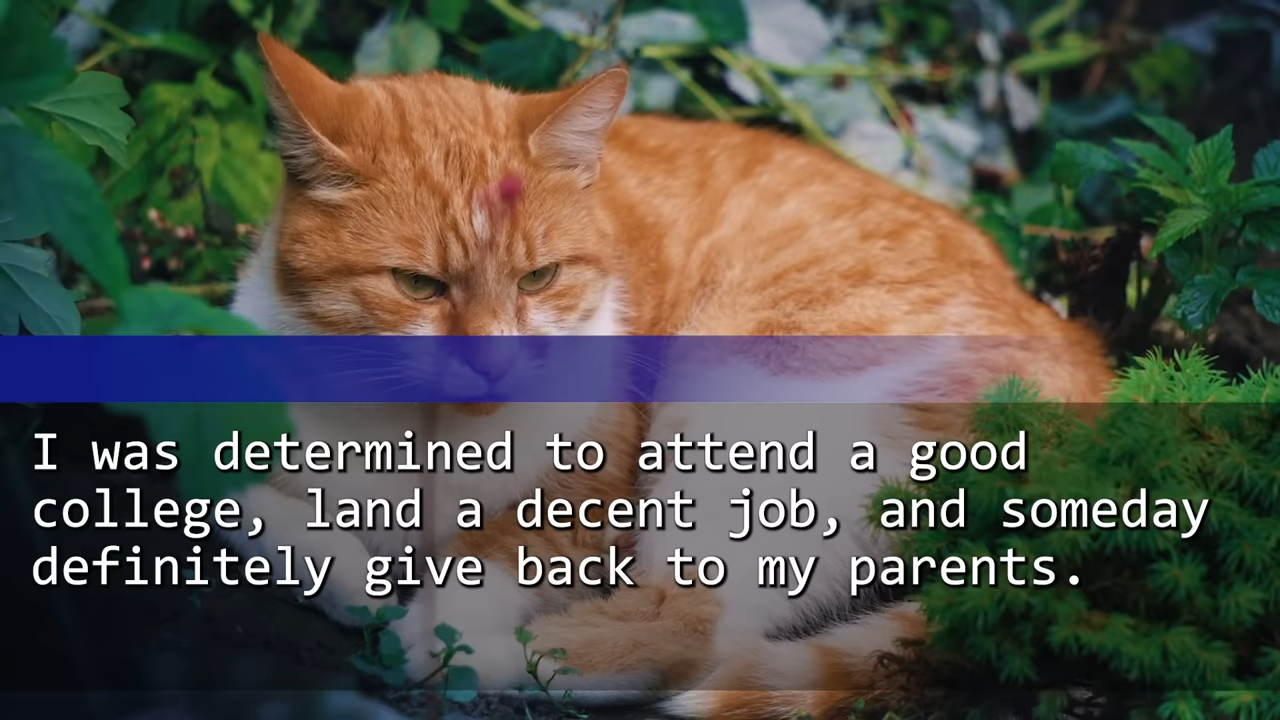 I was determined to attend a good
college, land a decent job, and someday
definitely give back to my parents.